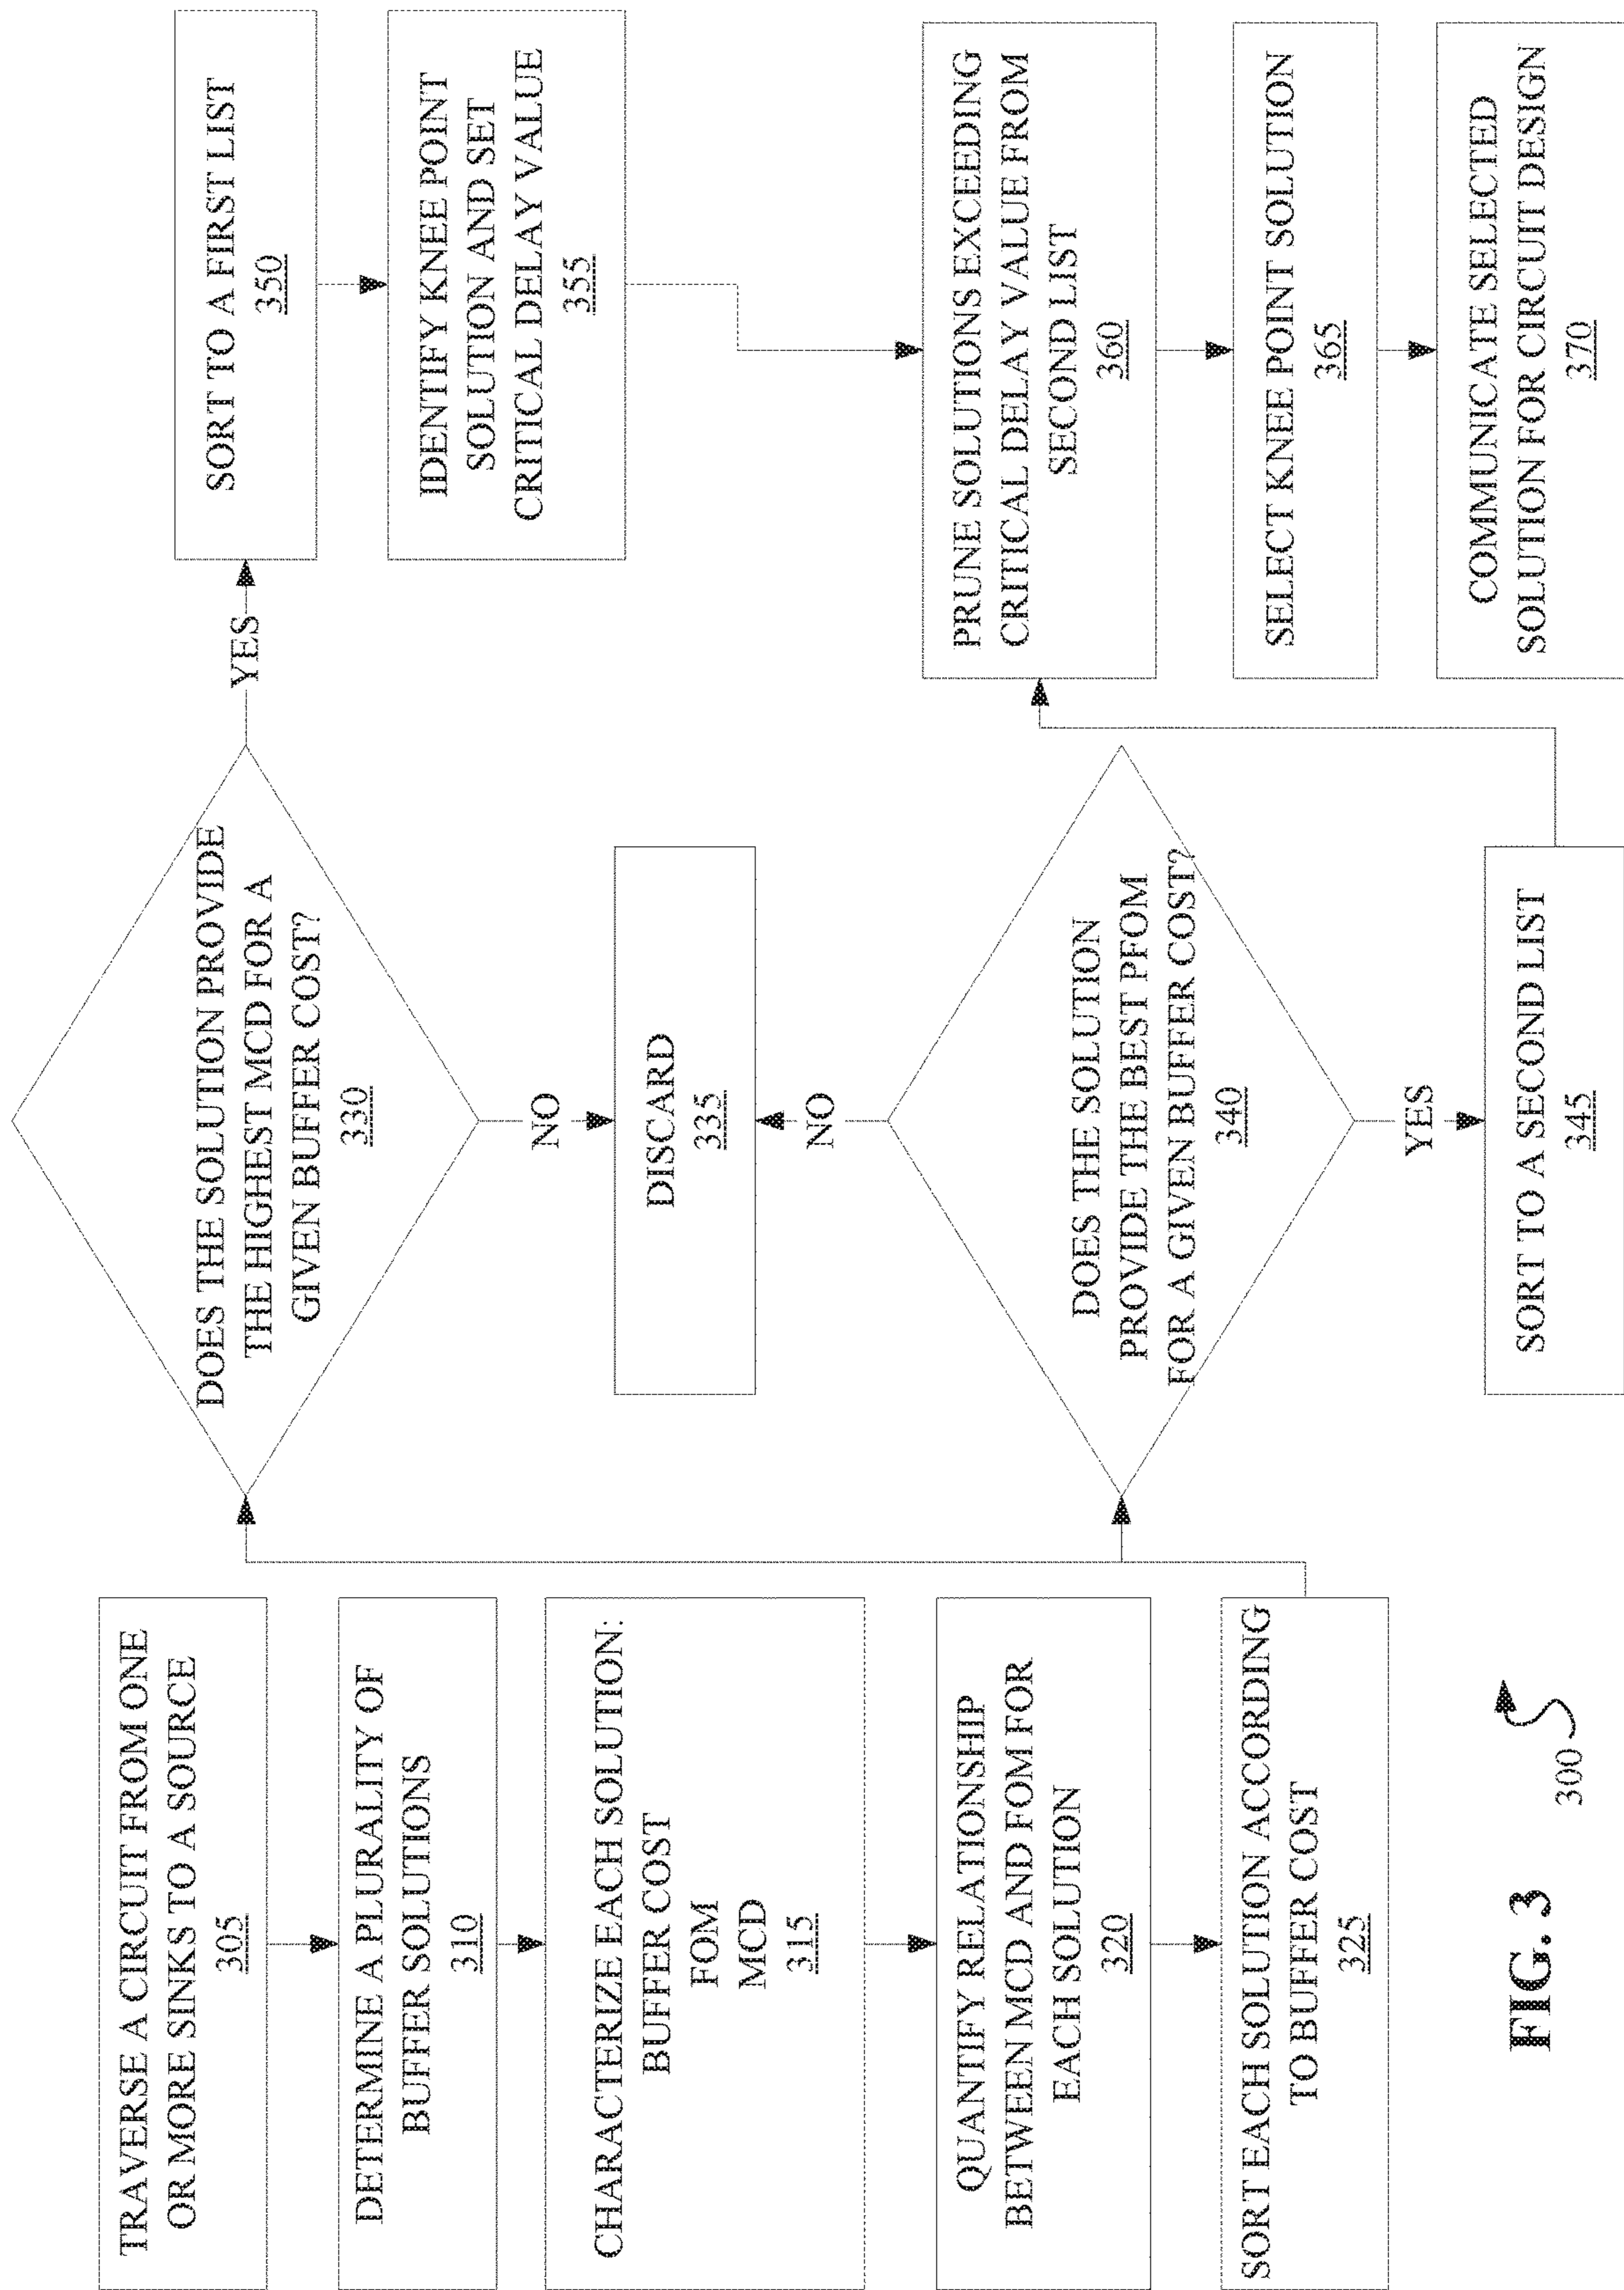 TRAVERSE A CIRCUIT FROM ONE
OR MORE SINKS TO A SOURCE
305
DETERMINE A PLURALITY OF
BUFFER SOLUTIONS
310
CHARACTERIZE EACH SOLUTION:
BUFFER COST
FOM
MCD
315
QUANTIFY RELATIONSHIP
BETWEEN MCD AND FOM FOR
EACH SOLUTION
320
SORT EACH SOLUTION ACCORDING
TO BUFFER COST
325
DOES THE SOLUTION PROVIDE
THE HIGHEST MCD FOR A
GIVEN BUFFER COST?
330
YES
NO
DISCARD
335
NO
DOES THE SOLUTION
PROVIDE THE BEST PFOM
FOR A GIVEN BUFFER COST?
340
YES
SORT TO A SECOND LIST
345
SORT TO A FIRST LIST
350
IDENTIFY KNEE POINT
SOLUTION AND SET
CRITICAL DELAY VALUE
355
PRUNE SOLUTIONS EXCEEDING
CRITICAL DELAY VALUE FROM
SECOND LIST
360
SELECT KNEE POINT SOLUTION
365
COMMUNICATE SELECTED
SOLUTION FOR CIRCUIT DESIGN
370
FIG. 3
300